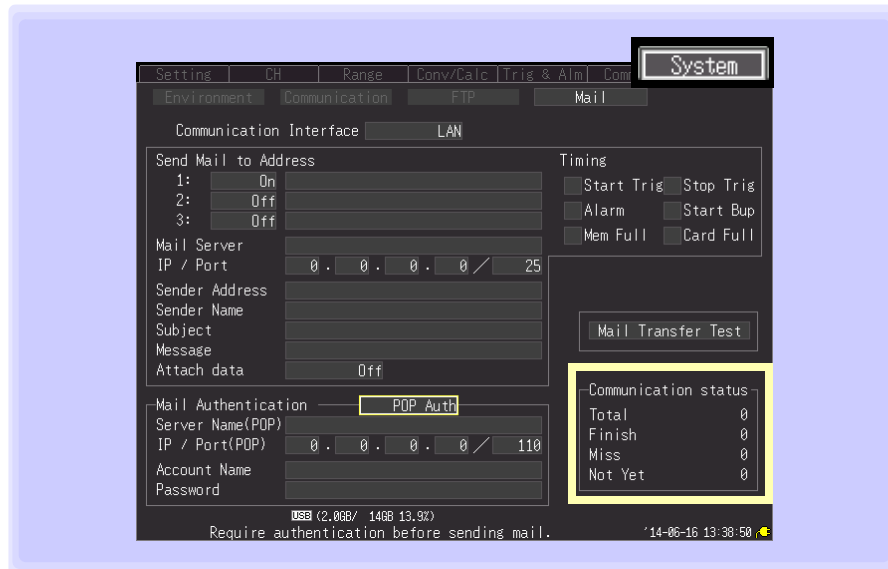 System
Setting CH Range Conv/Calc Trig & Alm Com
Environment Communication FTP Mail
Communication Interface LAN
Send Mail to Address
1: On
2: Off
3: Off
Timing
Start Trig Stop Trig
Alarm Start Bup
Mem Full Card Full
Mail Server
IP / Port 0 . 0 . 0 . 0 / 25
Sender Address
Sender Name
Subject
Message
Attach data Off
Mail Transfer Test
Mail Authentication POP Auth
Server Name(POP)
IP / Port(POP) 0 . 0 . 0 . 0 / 110
Account Name
Password
Communication status
Total 0
Finish 0
Miss 0
Not Yet 0
USB (2.0GB/ 14GB 13.9%)
Require authentication before sending mail.
'14-06-16 13:38:50